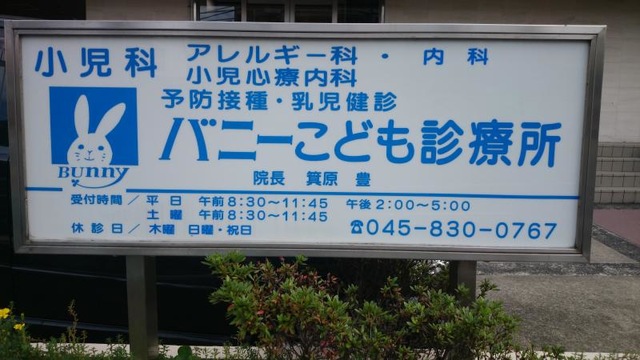 小児科
アレルギー科・内科
小児心療内科
予防接種・乳児健診
Bunny
バニーこども診療所
院長 箕原 豊
受付時間／平日 午前8:30〜11:45 午後2:00〜5:00
土曜 午前8:30〜11:45
休診日／木曜 日曜・祝日
☎045-830-0767